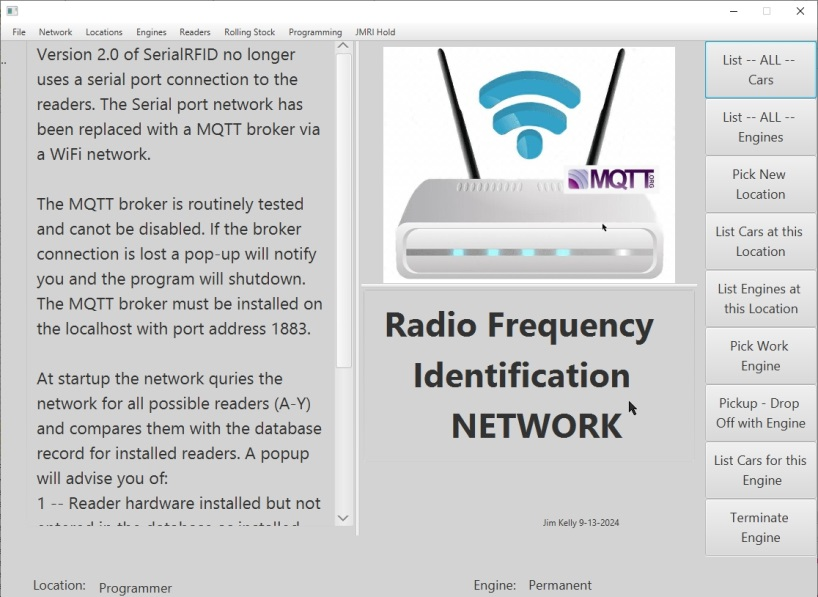 File Network Locations Engines Readers Rolling Stock Programming JMRI Hold
Version 2.0 of SerialRFID no longer
uses a serial port connection to the
readers. The Serial port network has
been replaced with a MQTT broker via
a WiFi network.
The MQTT broker is routinely tested
and canot be disabled. If the broker
connection is lost a pop-up will notify
you and the program will shutdown.
The MQTT broker must be installed on
the localhost with port address 1883.
At startup the network quries the
network for all possible readers (A-Y)
and compares them with the database
record for installed readers. A popup
will advise you of:
1 -- Reader hardware installed but not
MQTT.ORG
Radio Frequency
Identification
NETWORK
Jim Kelly 9-13-2024
List -- ALL --
Cars
List -- ALL --
Engines
Pick New
Location
List Cars at this
Location
List Engines at
this Location
Pick Work
Engine
Pickup - Drop
Off with Engine
List Cars for this
Engine
Terminate
Engine
Location: Programmer
Engine: Permanent